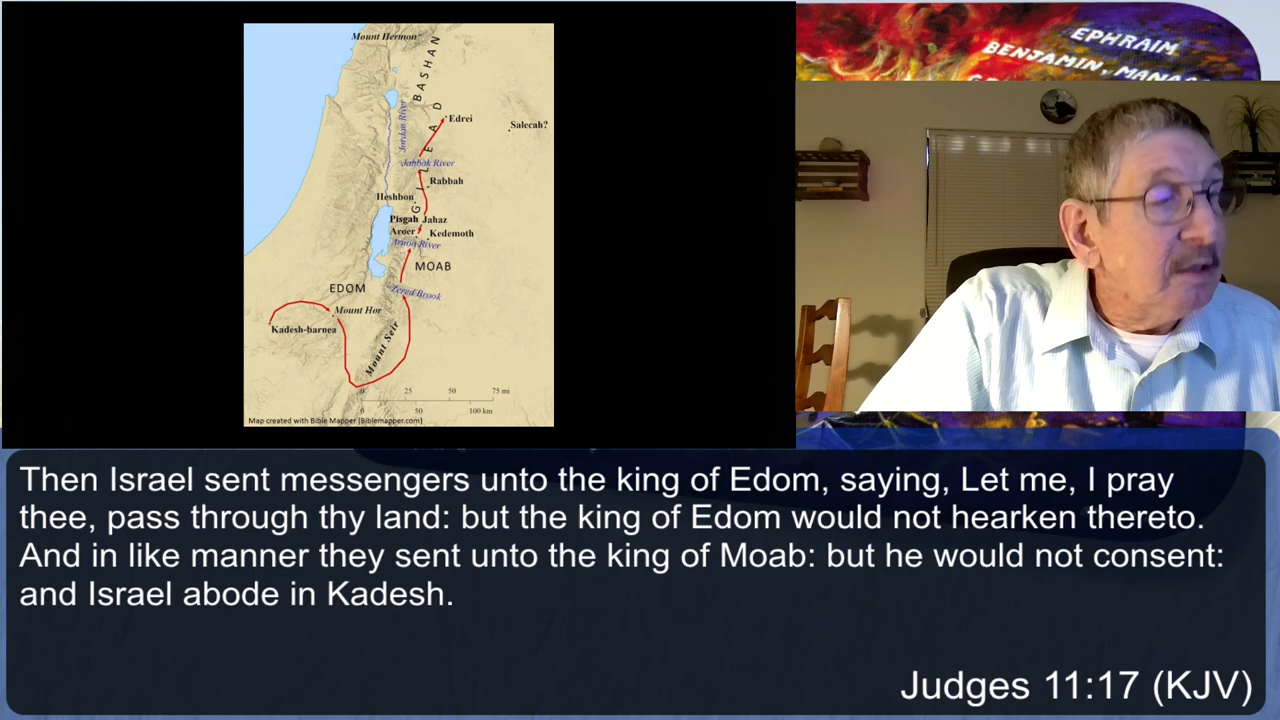 Mount Hermon
BASHAN
Jordan River
GILEAD
Edrei
Salecah?
Jabbok River
Rabbah
Heshbon
Pisgah Jahaz
Aroer Kedemoth
Arnon River
MOAB
EDOM
Zered Brook
Mount Hor
Kadesh-barnea
Mount Seir
0 25 50 75 mi
0 50 100 km
Map created with Bible Mapper (Biblemapper.com)
EPHRAIM
BENJAMIN, MANAS
Then Israel sent messengers unto the king of Edom, saying, Let me, I pray
thee, pass through thy land: but the king of Edom would not hearken thereto.
And in like manner they sent unto the king of Moab: but he would not consent:
and Israel abode in Kadesh.
Judges 11:17 (KJV)